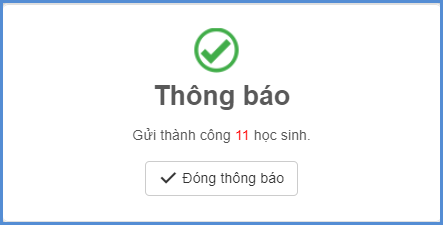 Thông báo
Gửi thành công 11 học sinh.
Đóng thông báo